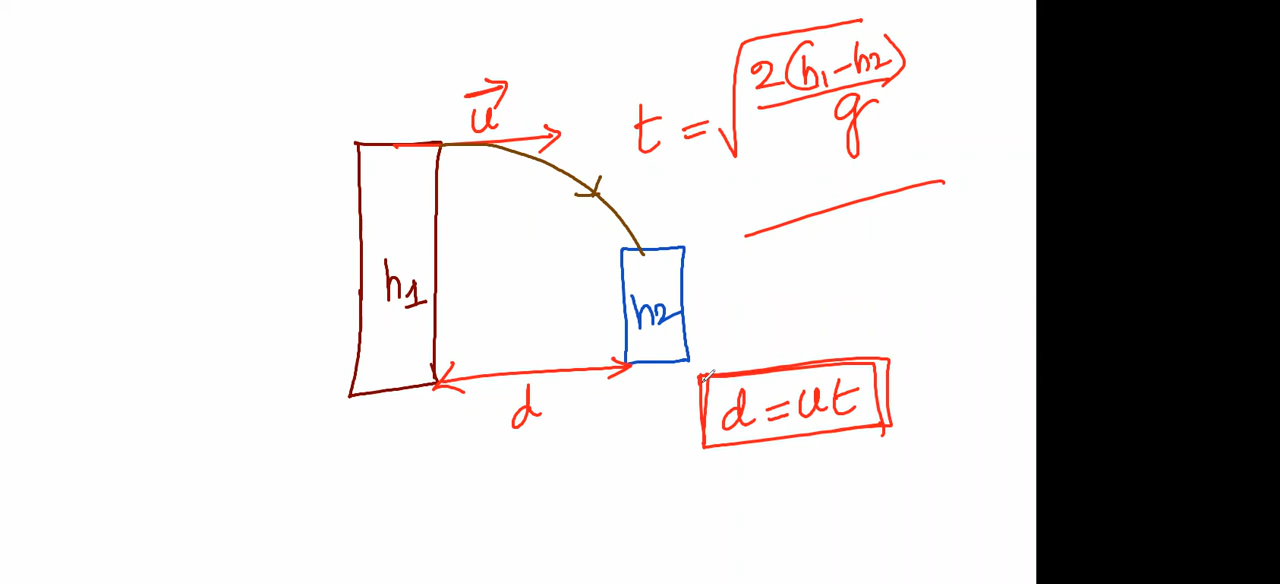 u⃗
t = √(2(h1-h2)/g)
h1
h2
d
d = ut